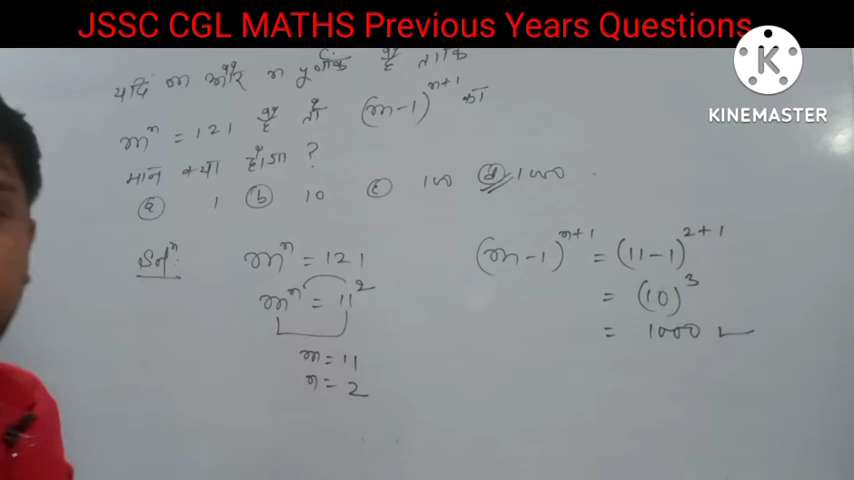 JSSC CGL MATHS Previous Years Questions
KINEMASTER
यदि m और n पूर्णांक है ताकि
m^n = 121 है तो (m-1)^{n+1} का
मान क्या होगा ?
(a) 1 (b) 10 (c) 100 (d) 1000
Sol^n:
m^n = 121
m^n = 11^2
m = 11
n = 2
(m-1)^{n+1} = (11-1)^{2+1}
= (10)^3
= 1000